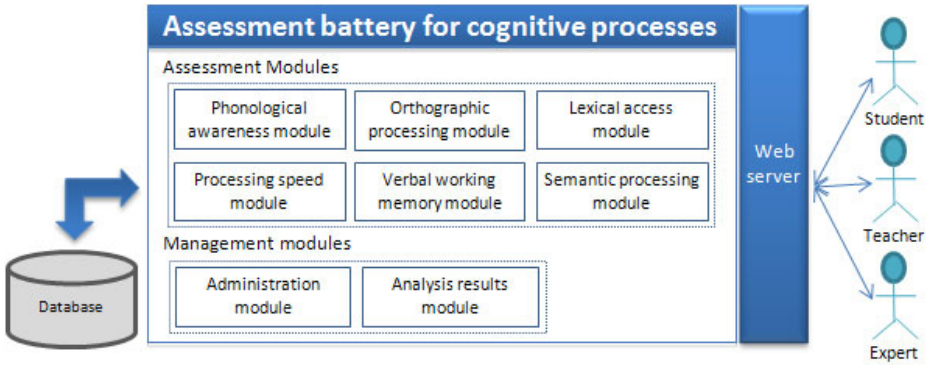 Assessment battery for cognitive processes
Assessment Modules
Phonological
awareness module
Orthographic
processing module
Lexical access
module
Processing speed
module
Verbal working
memory module
Semantic processing
module
Management modules
Administration
module
Analysis results
module
Database
Web
server
Student
Teacher
Expert